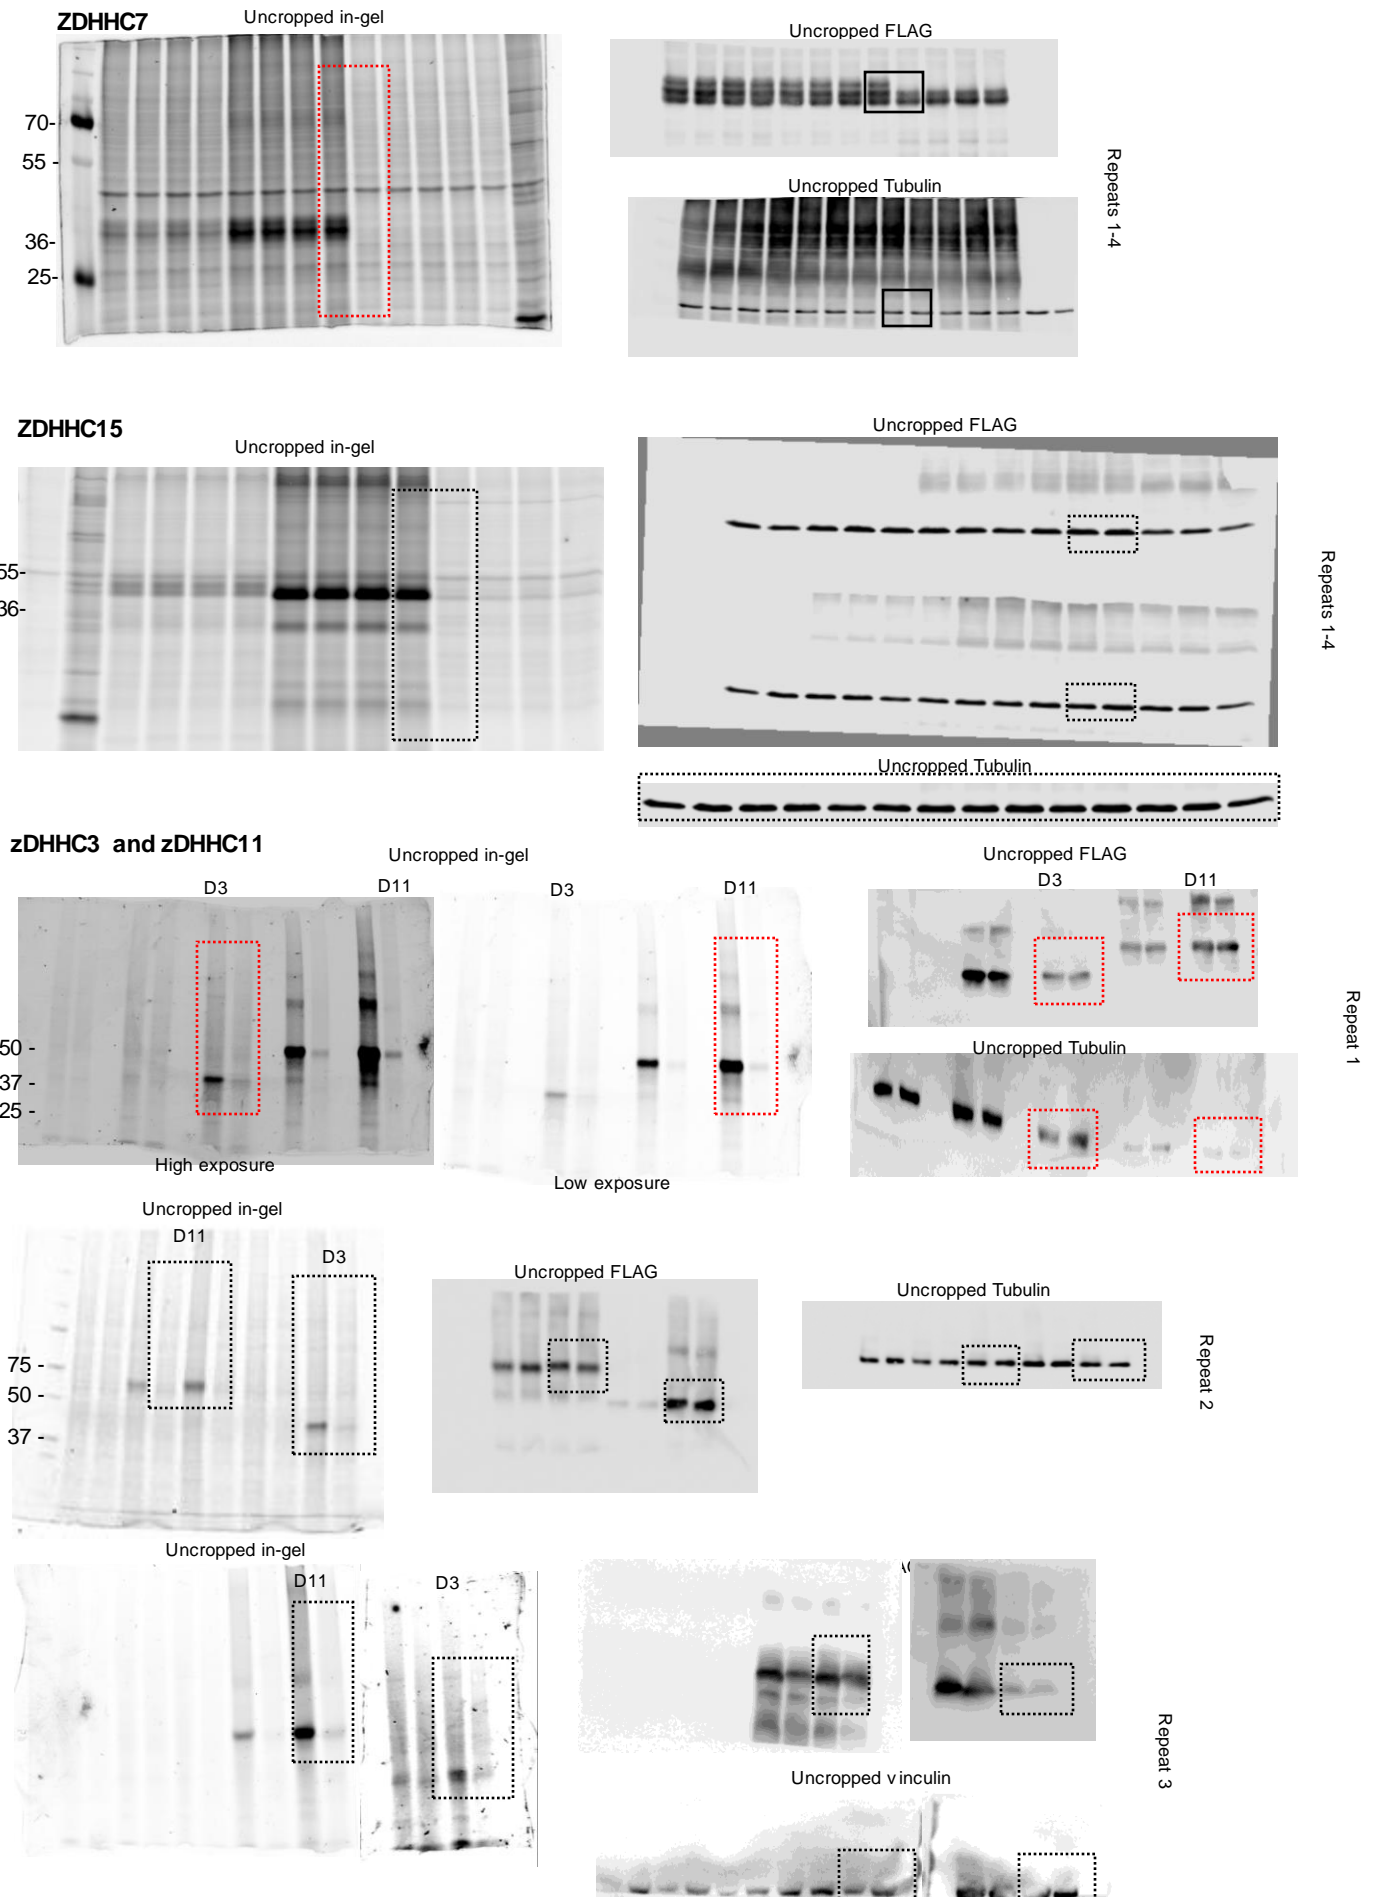 ZDHHC7
Uncropped in-gel
Uncropped FLAG
70-
55 -
36-
25-
Uncropped Tubulin
Repeats 1-4
ZDHHC15
Uncropped in-gel
Uncropped FLAG
55-
36-
Repeats 1-4
Uncropped Tubulin
zDHHC3 and zDHHC11
Uncropped in-gel
Uncropped FLAG
D3
D11
D3
D11
D3
D11
50 -
37 -
25 -
High exposure
Low exposure
Uncropped Tubulin
Repeat 1
Uncropped in-gel
D11
D3
75 -
50 -
37 -
Uncropped FLAG
Uncropped Tubulin
Repeat 2
Uncropped in-gel
D11
D3
Uncropped vinculin
Repeat 3